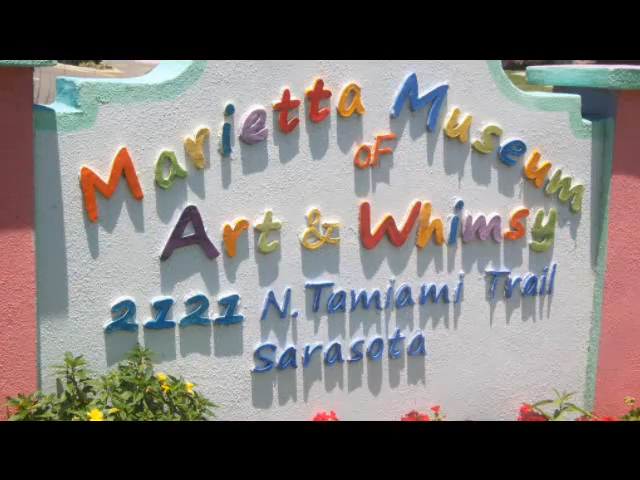 Marietta Museum
of
Art & Whimsy
2121 N. Tamiami Trail
Sarasota